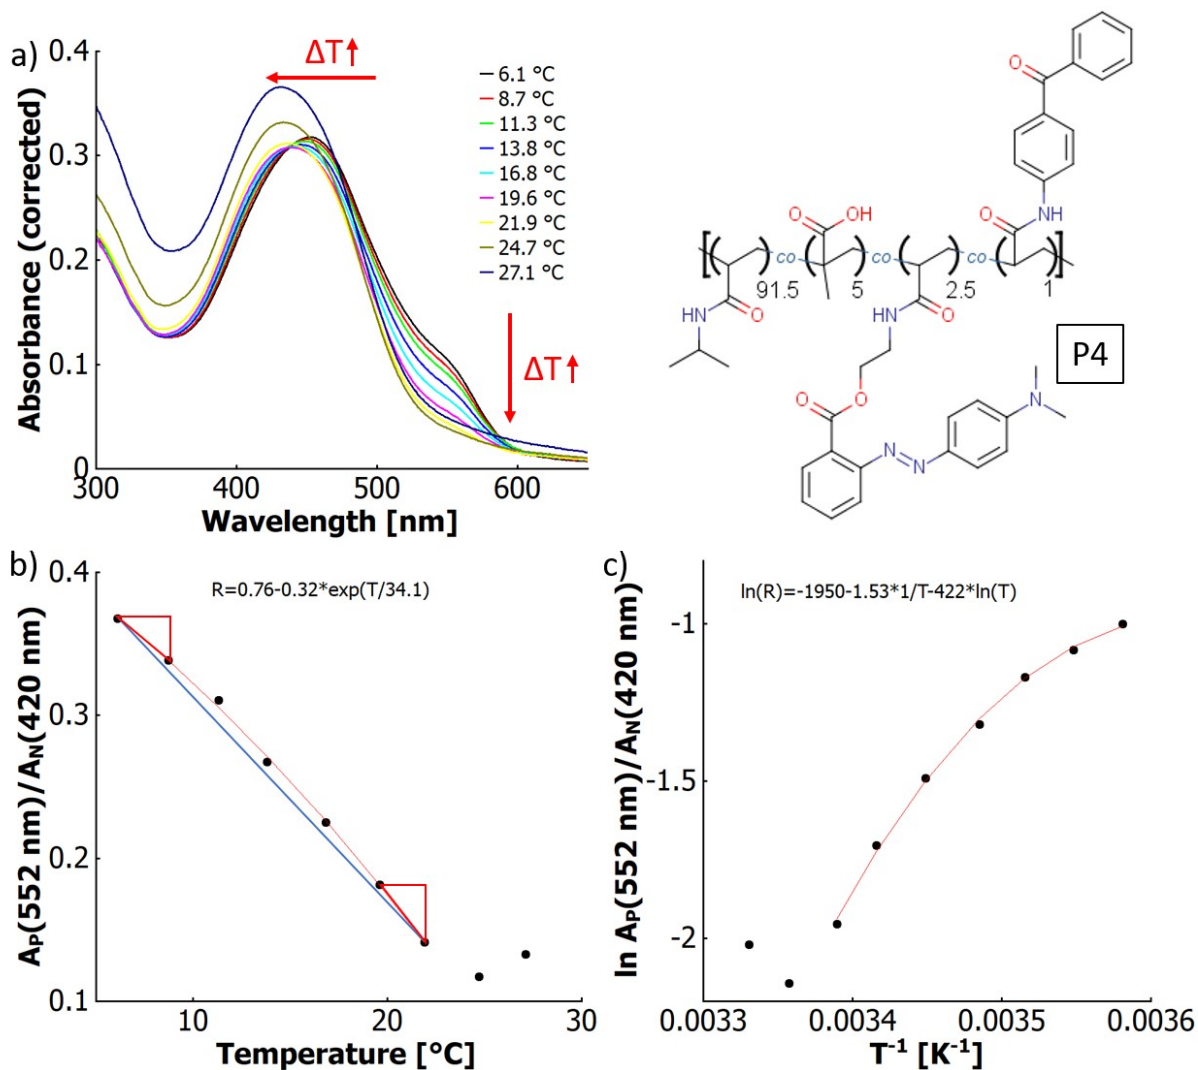 a)
Absorbance (corrected)
0.4
0.3
0.2
0.1
0
300
400
500
600
Wavelength [nm]
ΔT↑
ΔT↑
6.1 °C
8.7 °C
11.3 °C
13.8 °C
16.8 °C
19.6 °C
21.9 °C
24.7 °C
27.1 °C
O
O
OH
O
NH
co
co
co
91.5
5
2.5
1
HN
O
HN
O
O
O
N
N
N
P4
b)
A_P(552 nm)/A_N(420 nm)
0.4
0.3
0.2
0.1
R=0.76-0.32*exp(T/34.1)
10
20
30
Temperature [°C]
c)
ln A_P(552 nm)/A_N(420 nm)
-1
-1.5
-2
ln(R)=-1950-1.53*1/T-422*ln(T)
0.0033
0.0034
0.0035
0.0036
T⁻¹ [K⁻¹]